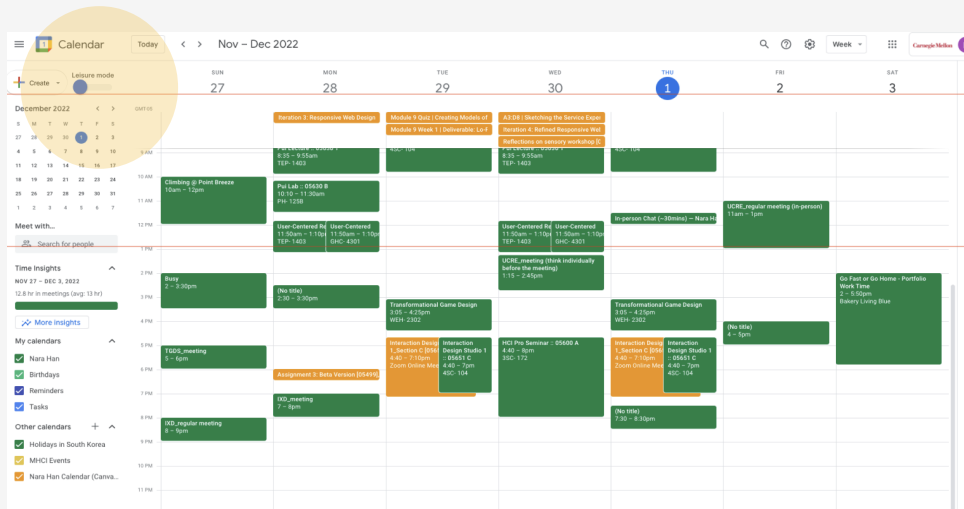 Calendar
Today
Nov – Dec 2022
Week
Carnegie Mellon
Create
Leisure mode
SUN
27
MON
28
TUE
29
WED
30
THU
1
FRI
2
SAT
3
December 2022
S M T W T F S
27 28 29 30 1 2 3
4 5 6 7 8 9 10
11 12 13 14 15 16 17
18 19 20 21 22 23 24
25 26 27 28 29 30 31
1 2 3 4 5 6 7
Meet with...
Search for people
Time Insights
NOV 27 – DEC 3, 2022
12.8 hr in meetings (avg: 13 hr)
More insights
My calendars
Nara Han
Birthdays
Reminders
Tasks
Other calendars
Holidays in South Korea
MHCI Events
Nara Han Calendar (Canva...
9 AM
10 AM
11 AM
12 PM
1 PM
2 PM
3 PM
4 PM
5 PM
6 PM
7 PM
8 PM
9 PM
10 PM
11 PM
Climbing @ Point Breeze
10am – 12pm
Busy
2 – 3:30pm
TGDS_meeting
5 – 6pm
IXD_regular meeting
8 – 9pm
Iteration 3: Responsive Web Design
8:35 – 9:55am
TEP- 1403
Pui Lab :: 05630 B
10:10 – 11:30am
PH- 125B
User-Centered Re
11:50am – 1:10p
TEP- 1403
User-Centered
11:50am – 1:10p
GHC- 4301
(No title)
2:30 – 3:30pm
Assignment 3: Beta Version [05499],
IXD_meeting
7 – 8pm
Module 9 Quiz | Creating Models of
Module 9 Week 1 | Deliverable: Lo-F
4SC- 104
Transformational Game Design
3:05 – 4:25pm
WEH- 2302
Interaction Desig
1_Section C [0565
4:40 – 7:10pm
Zoom Online Mee
Interaction
Design Studio 1
:: 05651 C
4:40 – 7pm
4SC- 104
A3:D8 | Sketching the Service Exper
Iteration 4: Refined Responsive Wel
Reflections on sensory workshop [D
8:35 – 9:55am
TEP- 1403
User-Centered Re
11:50am – 1:10p
TEP- 1403
User-Centered
11:50am – 1:10p
GHC- 4301
UCRE_meeting (think individually
before the meeting)
1:15 – 2:45pm
HCI Pro Seminar :: 05600 A
4:40 – 8pm
3SC- 172
4SC- 104
In-person Chat (~30mins) – Nara Ha
Transformational Game Design
3:05 – 4:25pm
WEH- 2302
Interaction Desig
1_Section C [0565
4:40 – 7:10pm
Zoom Online Mee
Interaction
Design Studio 1
:: 05651 C
4:40 – 7pm
4SC- 104
(No title)
7:30 – 8:30pm
UCRE_regular meeting (in-person)
11am – 1pm
(No title)
4 – 5pm
Go Fast or Go Home - Portfolio
Work Time
2 – 5:50pm
Bakery Living Blue